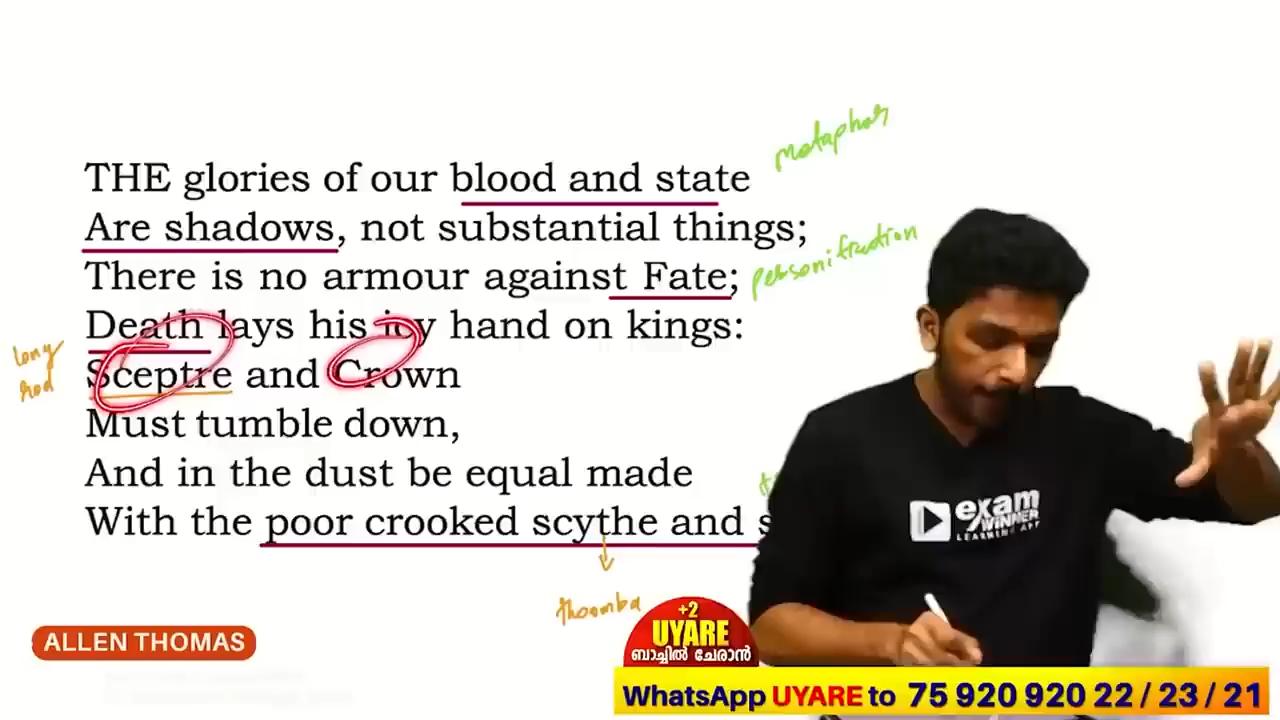 metaphor
THE glories of our blood and state
Are shadows, not substantial things;
personification
There is no armour against Fate;
Death lays his icy hand on kings:
long
rod
Sceptre and Crown
Must tumble down,
And in the dust be equal made
With the poor crooked scythe and s
thoomba
exam
WINNER
LEARNING APP
ALLEN THOMAS
+2
UYARE
ബാച്ചിൽ ചേരാൻ
WhatsApp UYARE to 75 920 920 22 / 23 / 21